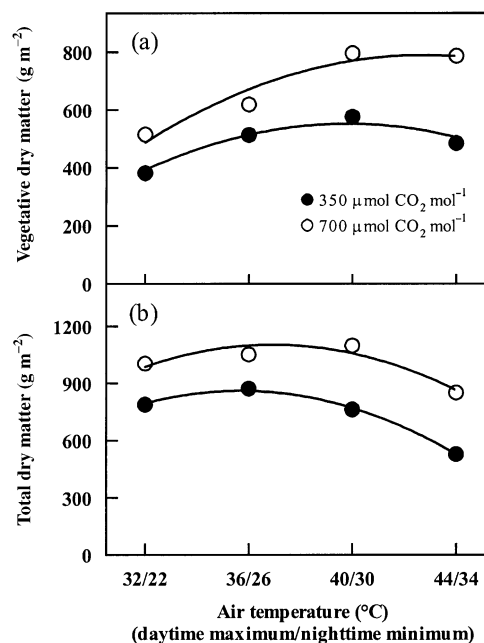 (a)
Vegetative dry matter (g m−2)
800
600
400
200
0
350 μmol CO2 mol−1
700 μmol CO2 mol−1
(b)
Total dry matter (g m−2)
1200
900
600
300
0
32/22 36/26 40/30 44/34
Air temperature (°C)
(daytime maximum/nighttime minimum)